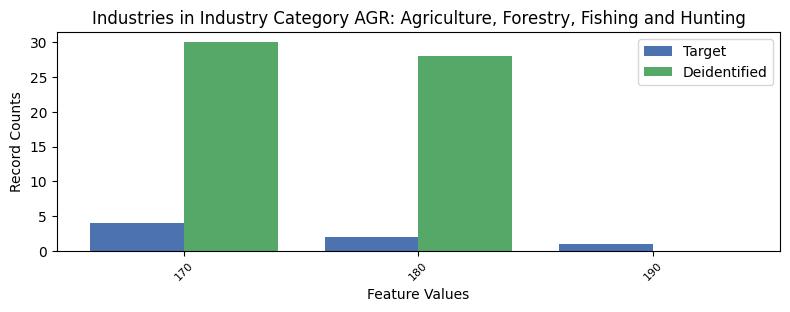 Industries in Industry Category AGR: Agriculture, Forestry, Fishing and Hunting
Target
Deidentified
Record Counts
30
25
20
15
10
5
0
170
180
190
Feature Values